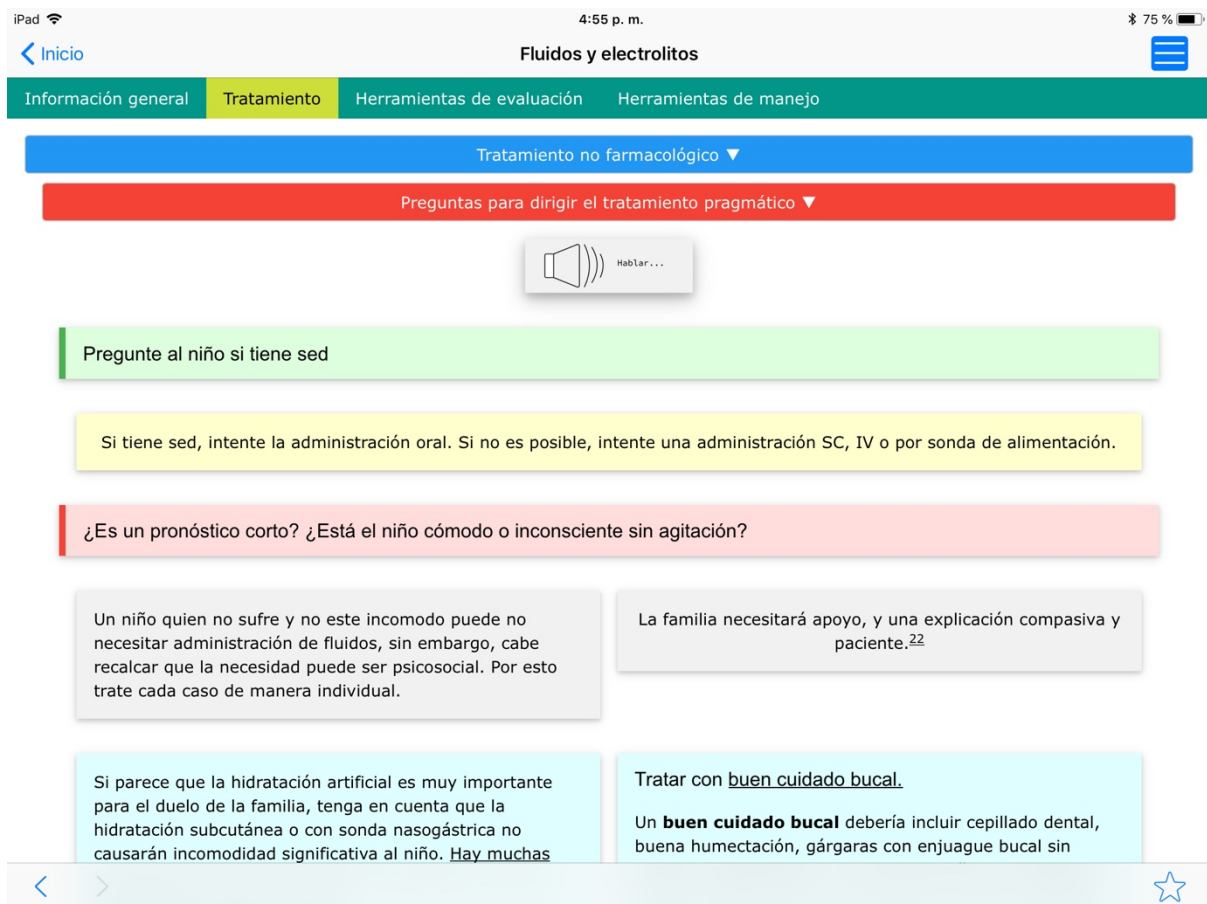 iPad 4:55 p. m. 75 %
Inicio Fluidos y electrolitos
Información general Tratamiento Herramientas de evaluación Herramientas de manejo
Tratamiento no farmacológico ▼
Preguntas para dirigir el tratamiento pragmático ▼
Hablar...
Pregunte al niño si tiene sed
Si tiene sed, intente la administración oral. Si no es posible, intente una administración SC, IV o por sonda de alimentación.
¿Es un pronóstico corto? ¿Está el niño cómodo o inconsciente sin agitación?
Un niño quien no sufre y no este incomodo puede no
necesitar administración de fluidos, sin embargo, cabe
recalcar que la necesidad puede ser psicosocial. Por esto
trate cada caso de manera individual.
La familia necesitará apoyo, y una explicación compasiva y
paciente.22
Si parece que la hidratación artificial es muy importante
para el duelo de la familia, tenga en cuenta que la
hidratación subcutánea o con sonda nasogástrica no
causarán incomodidad significativa al niño. Hay muchas
Tratar con buen cuidado bucal.
Un buen cuidado bucal debería incluir cepillado dental,
buena humectación, gárgaras con enjuague bucal sin